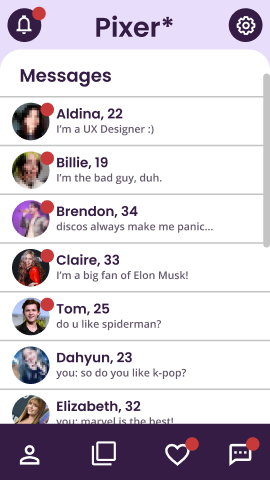 Pixer*
Messages
Aldina, 22
I'm a UX Designer :)
Billie, 19
I'm the bad guy, duh.
Brendon, 34
discos always make me panic...
Claire, 33
I'm a big fan of Elon Musk!
Tom, 25
do u like spiderman?
Dahyun, 23
you: so do you like k-pop?
Elizabeth, 32
you: marvel is the best!